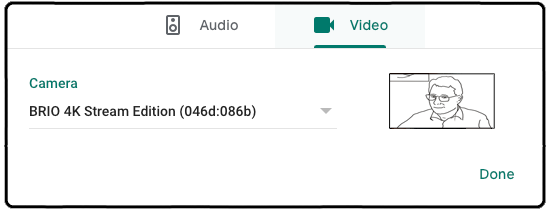 Audio
Video
Camera
BRIO 4K Stream Edition (046d:086b)
Done